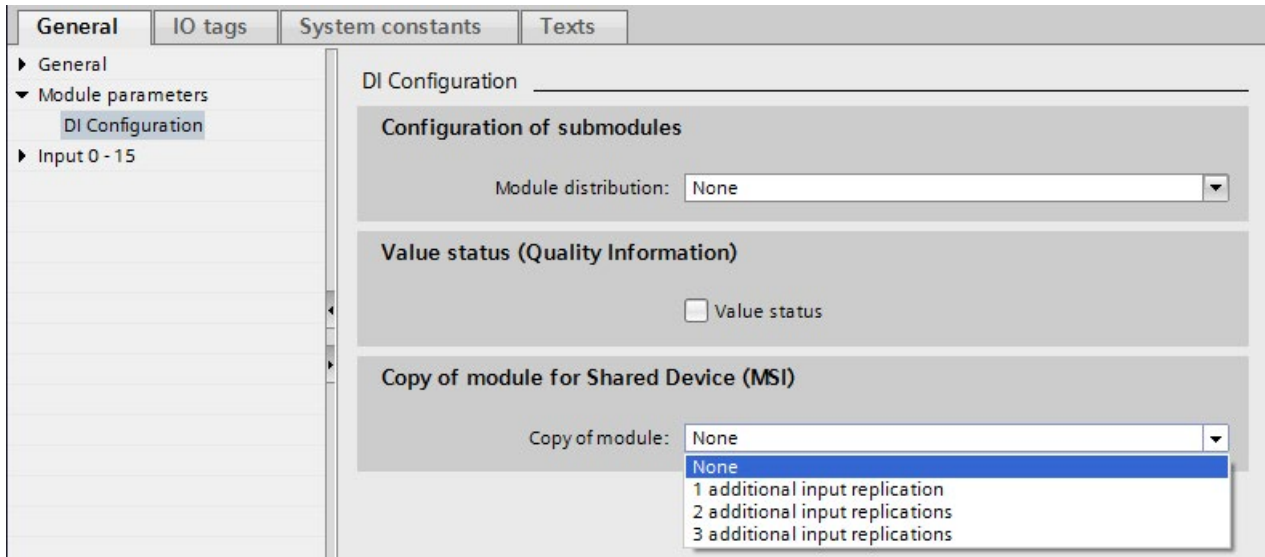 General IO tags System constants Texts
General
Module parameters
DI Configuration
Input 0 - 15
DI Configuration
Configuration of submodules
Module distribution: None
Value status (Quality Information)
Value status
Copy of module for Shared Device (MSI)
Copy of module: None
None
1 additional input replication
2 additional input replications
3 additional input replications